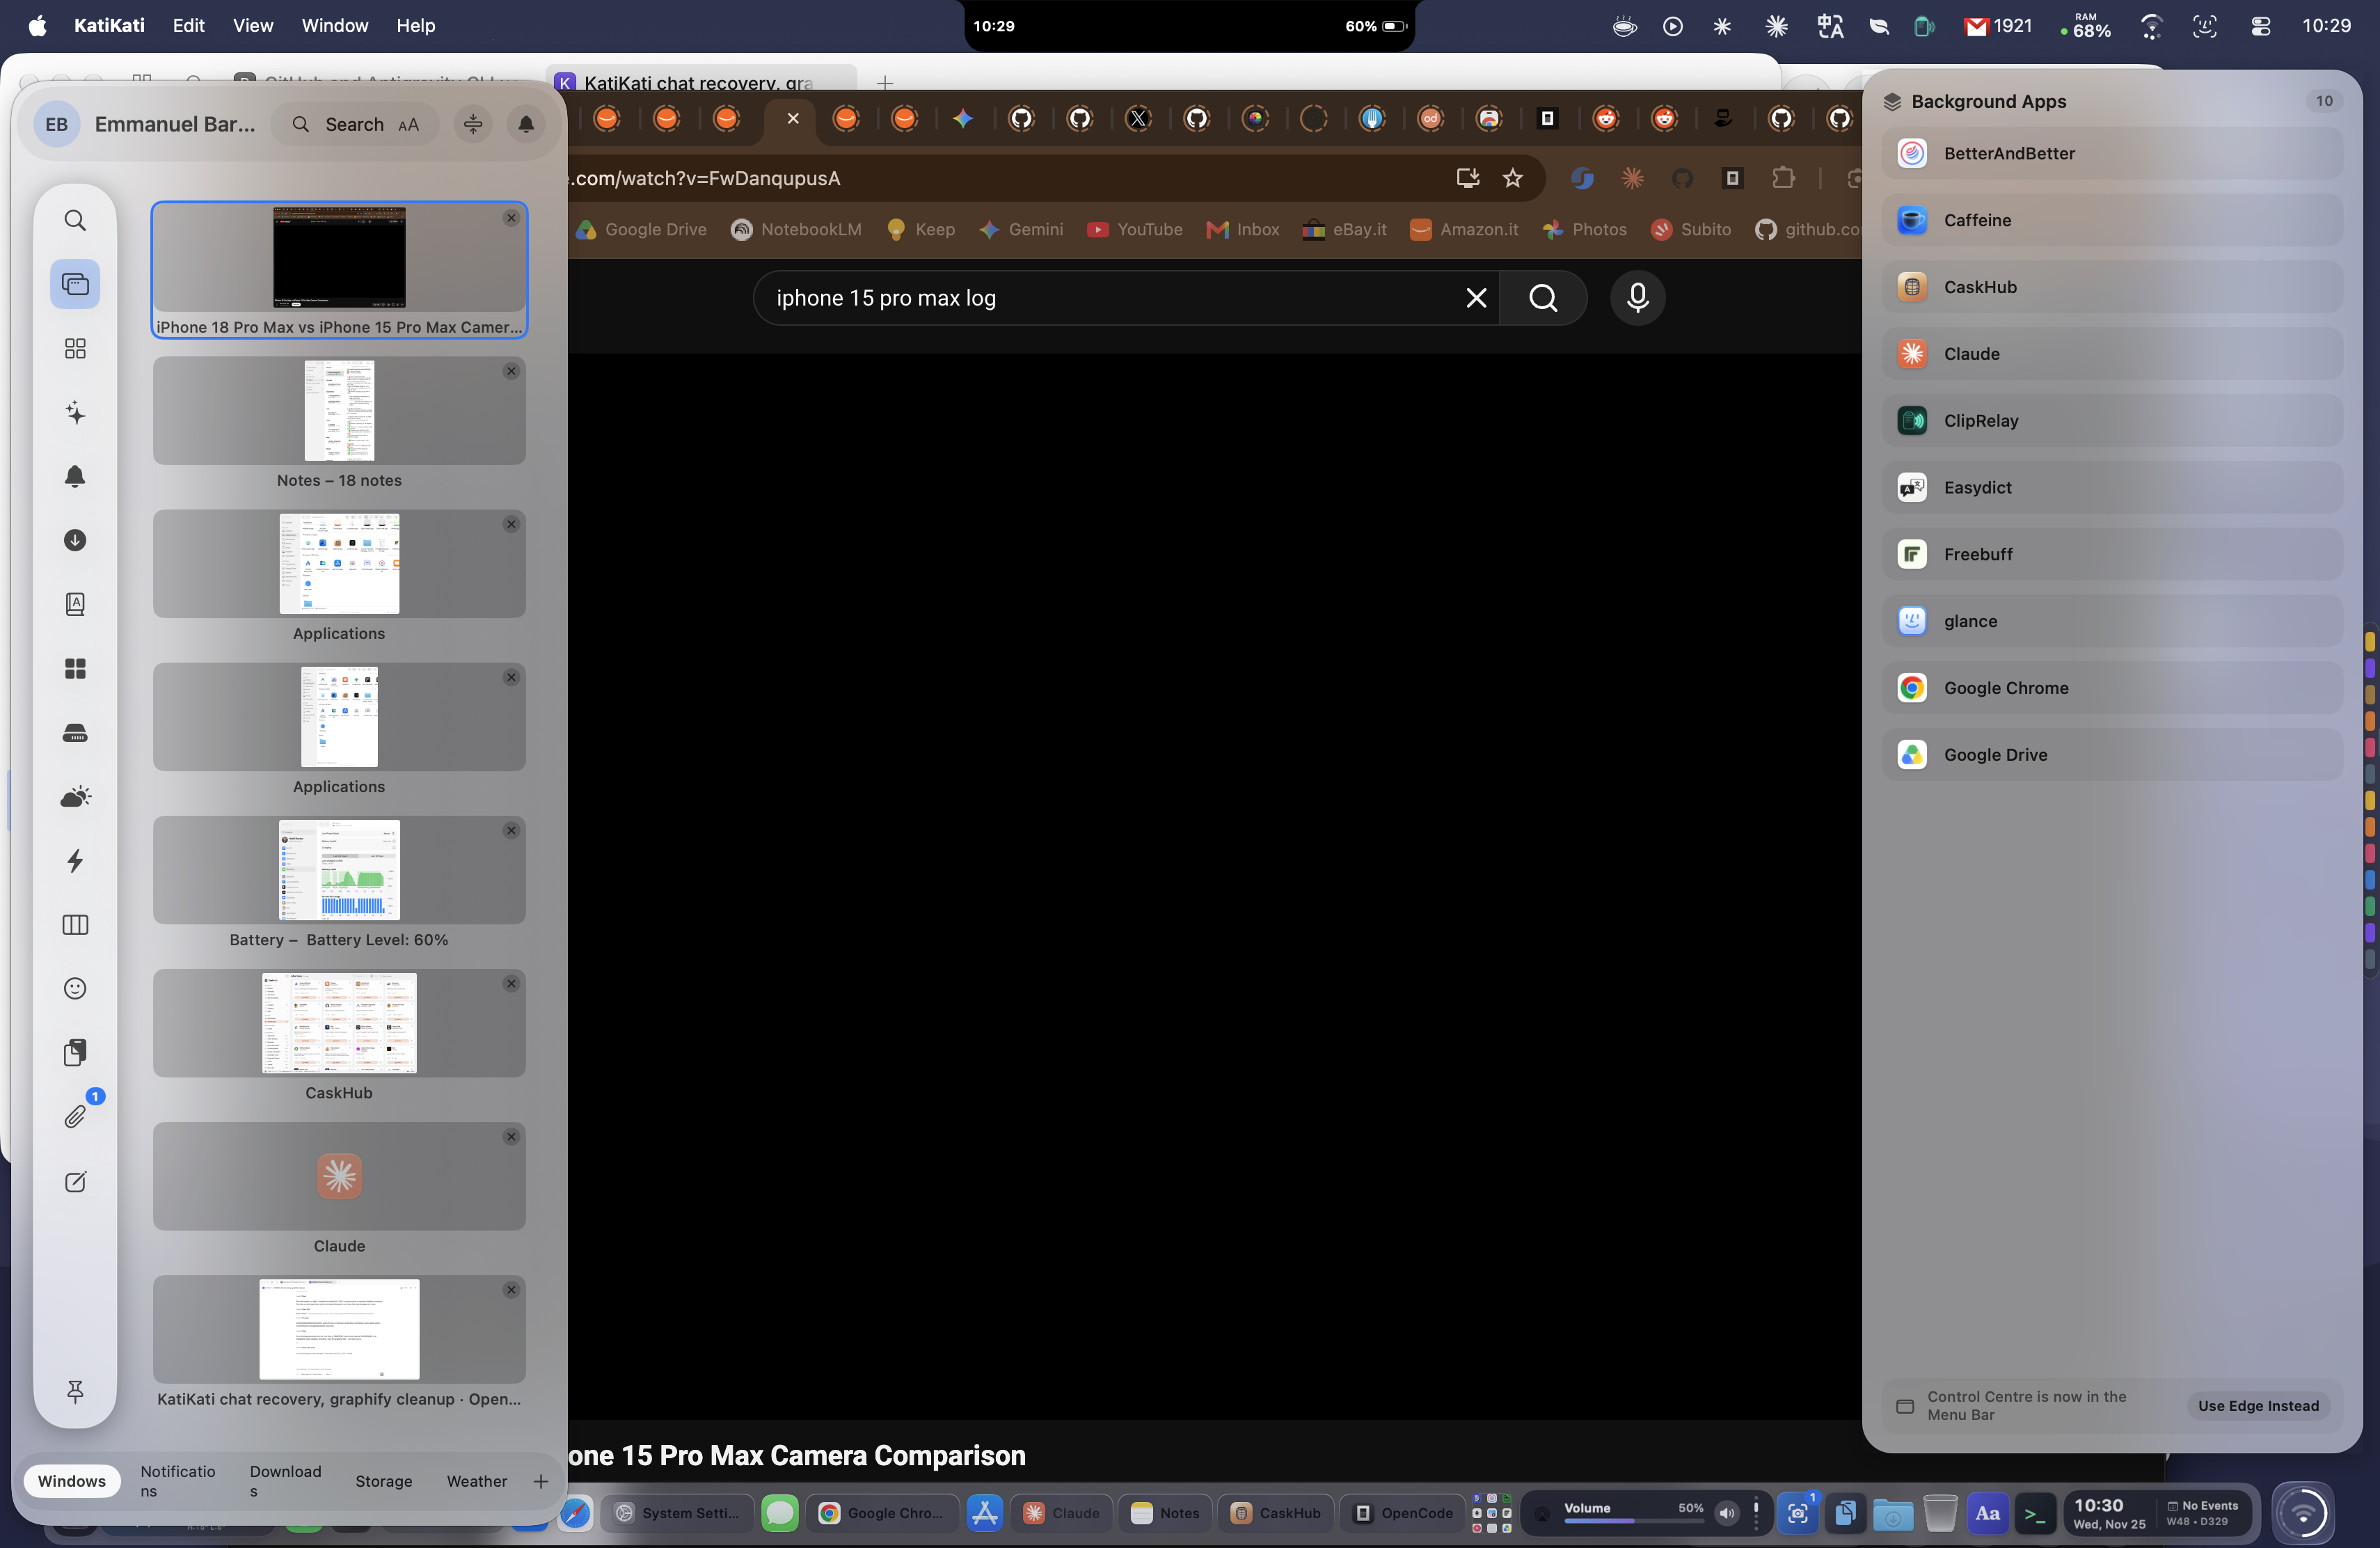 KatiKati Edit View Window Help
10:29 60%
1921
RAM
68%
10:29
KatiKati chat recovery, gra
EB Emmanuel Bar... Search
e.com/watch?v=FwDanqupusA
Google Drive NotebookLM Keep Gemini YouTube Inbox eBay.it Amazon.it Photos Subito github.co
iphone 15 pro max log
iPhone 18 Pro Max vs iPhone 15 Pro Max Camer...
Notes – 18 notes
Applications
Applications
Battery – Battery Level: 60%
CaskHub
Claude
KatiKati chat recovery, graphify cleanup · Open...
1
Windows
Notificatio
ns
Download
s
Storage
Weather
one 15 Pro Max Camera Comparison
Background Apps 10
BetterAndBetter
Caffeine
CaskHub
Claude
ClipRelay
Easydict
Freebuff
glance
Google Chrome
Google Drive
Control Centre is now in the
Menu Bar
Use Edge Instead
System Setti... Google Chro... Claude Notes CaskHub OpenCode
Volume 50%
1
Aa
10:30
Wed, Nov 25
No Events
W48 • D329